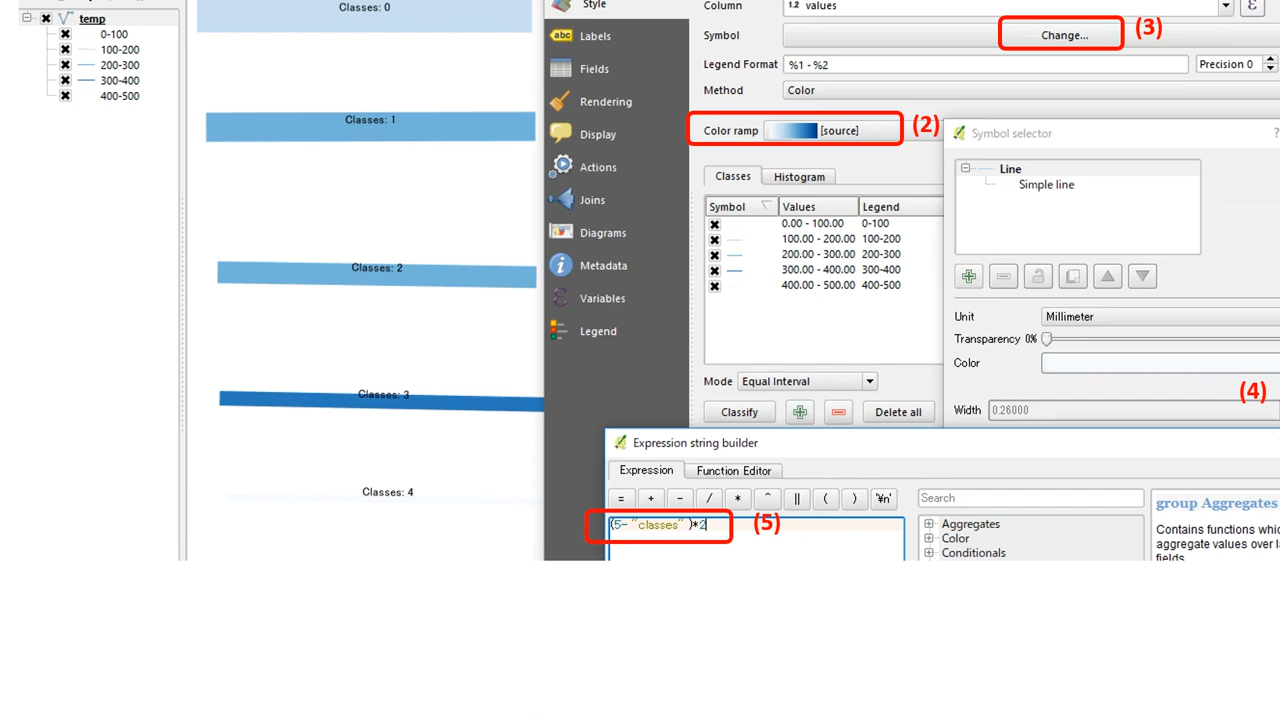 temp
0-100
100-200
200-300
300-400
400-500
Classes: 0
Classes: 1
Classes: 2
Classes: 3
Classes: 4
Style
Labels
Fields
Rendering
Display
Actions
Joins
Diagrams
Metadata
Variables
Legend
Column 1.2 values ε
Symbol Change... (3)
Legend Format %1 - %2 Precision 0
Method Color
Color ramp [source] (2)
Classes Histogram
Symbol Values Legend
0.00 - 100.00 0-100
100.00 - 200.00 100-200
200.00 - 300.00 200-300
300.00 - 400.00 300-400
400.00 - 500.00 400-500
Mode Equal Interval
Classify Delete all
Symbol selector ?
Line
Simple line
Unit Millimeter
Transparency 0%
Color
(4)
Width 0.26000
Expression string builder
Expression Function Editor
= + - / * ^ || ( ) '¥n' Search
(5- "classes" )*2 (5)
Aggregates
Color
Conditionals
group Aggregates
Contains functions whic
aggregate values over la
fields.